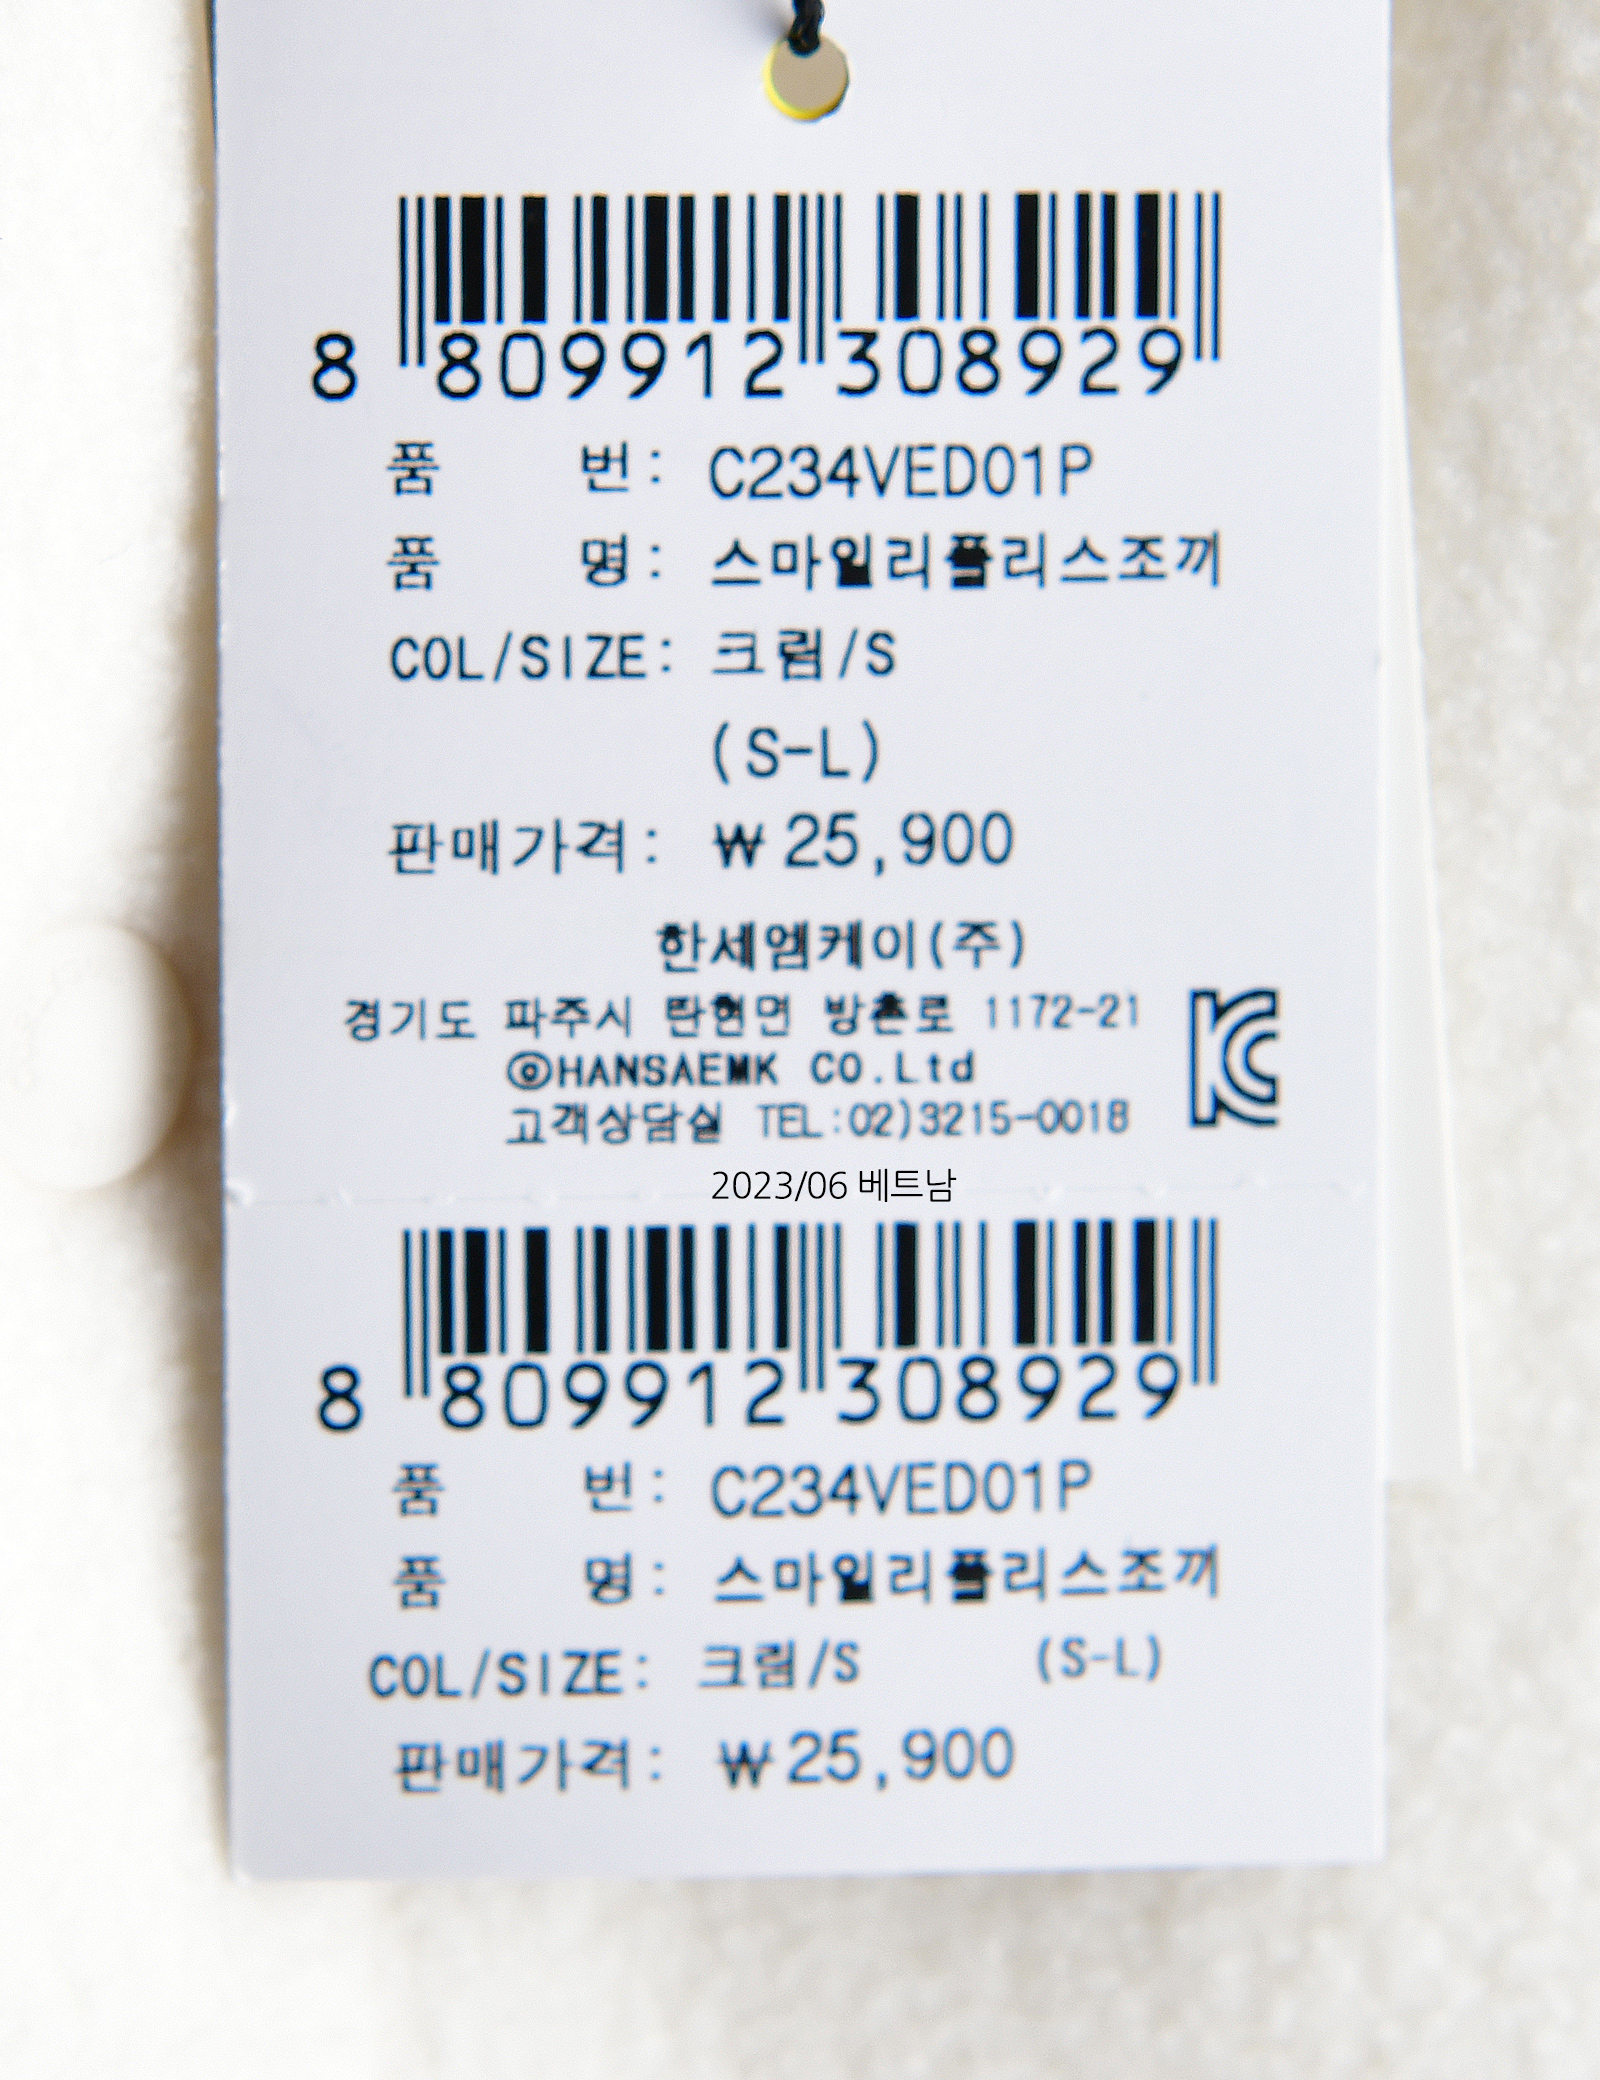 8 809912 308929
품 번: C234VED01P
품 명: 스마일리플리스조끼
COL/SIZE: 크림/S
(S-L)
판매가격: ₩ 25,900
한세엠케이(주)
경기도 파주시 탄현면 방촌로 1172-21
KC
ⓒHANSAEMK CO.Ltd
고객상담실 TEL:02)3215-0018
2023/06 베트남
8 809912 308929
품 번: C234VED01P
품 명: 스마일리플리스조끼
COL/SIZE: 크림/S (S-L)
판매가격: ₩ 25,900